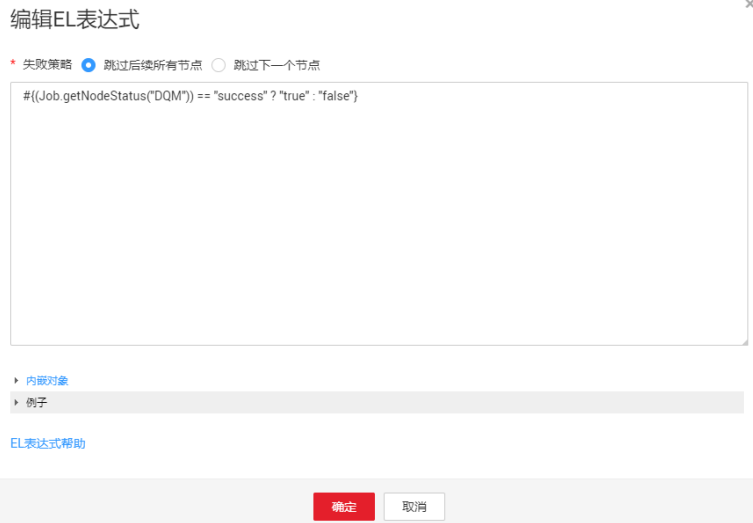 编辑EL表达式
* 失败策略 跳过后续所有节点 跳过下一个节点
#{(Job.getNodeStatus("DQM")) == "success" ? "true" : "false"}
内嵌对象
例子
EL表达式帮助
确定 取消